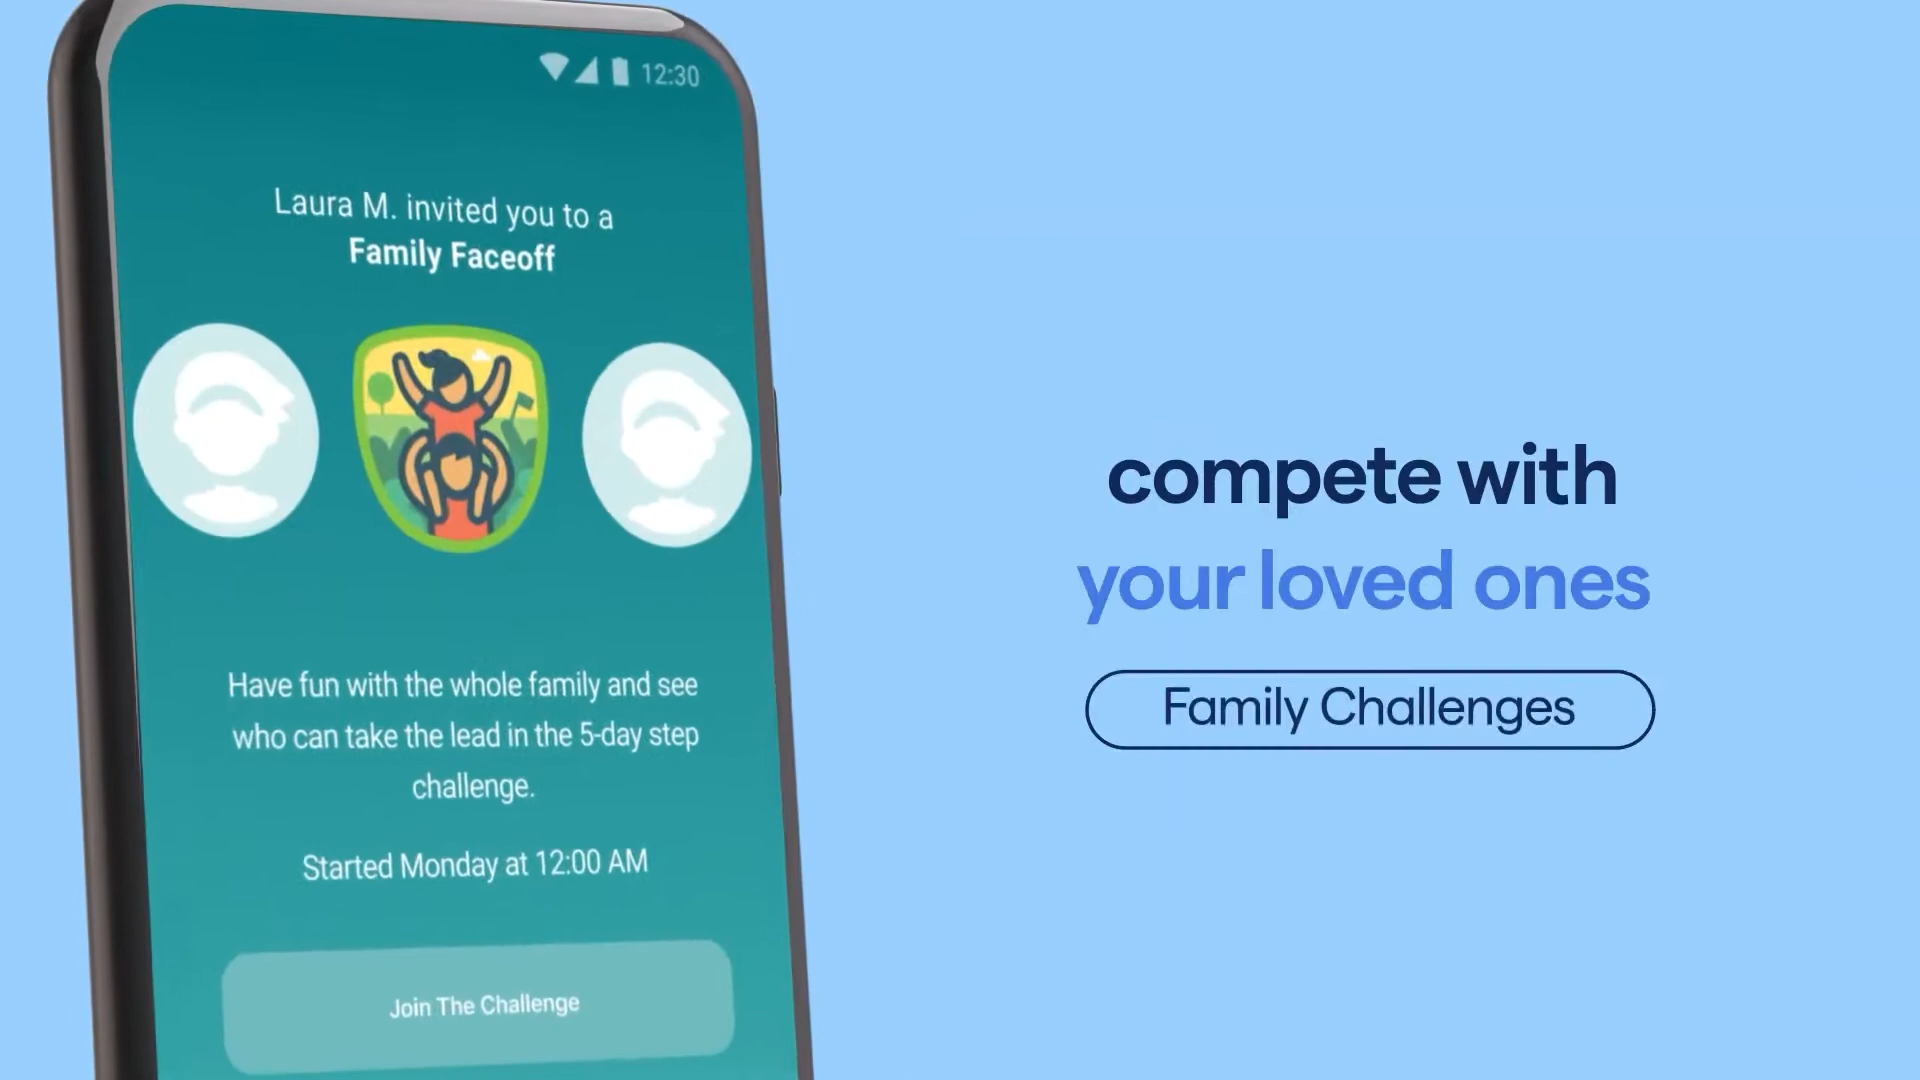 12:30
Laura M. invited you to a
Family Faceoff
Have fun with the whole family and see
who can take the lead in the 5-day step
challenge.
Started Monday at 12:00 AM
Join The Challenge
compete with
your loved ones
Family Challenges